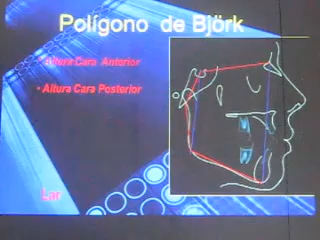 Polígono de Björk
• Altura Cara Anterior
• Altura Cara Posterior
Lar